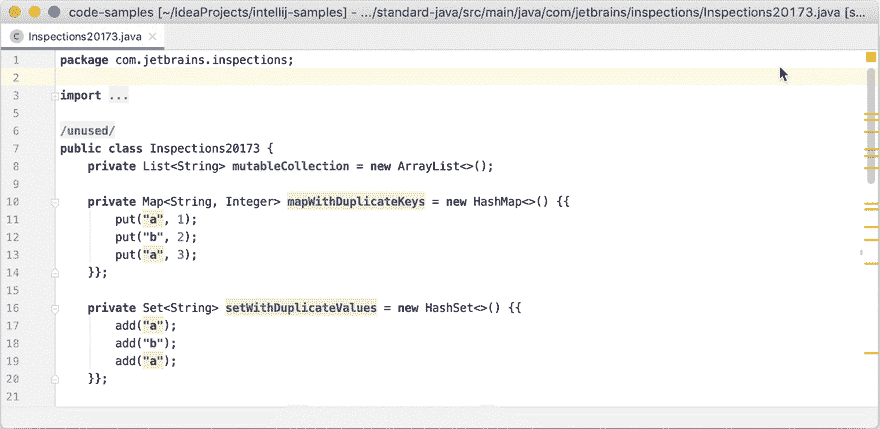 code-samples [~/IdeaProjects/intellij-samples] - .../standard-java/src/main/java/com/jetbrains/inspections/Inspections20173.java [s...
Inspections20173.java
1 package com.jetbrains.inspections;
2
3 import ...
5
6 /unused/
7 public class Inspections20173 {
8 private List<String> mutableCollection = new ArrayList<>();
9
10 private Map<String, Integer> mapWithDuplicateKeys = new HashMap<>() {{
11 put("a", 1);
12 put("b", 2);
13 put("a", 3);
14 }};
15
16 private Set<String> setWithDuplicateValues = new HashSet<>() {{
17 add("a");
18 add("b");
19 add("a");
20 }};
21